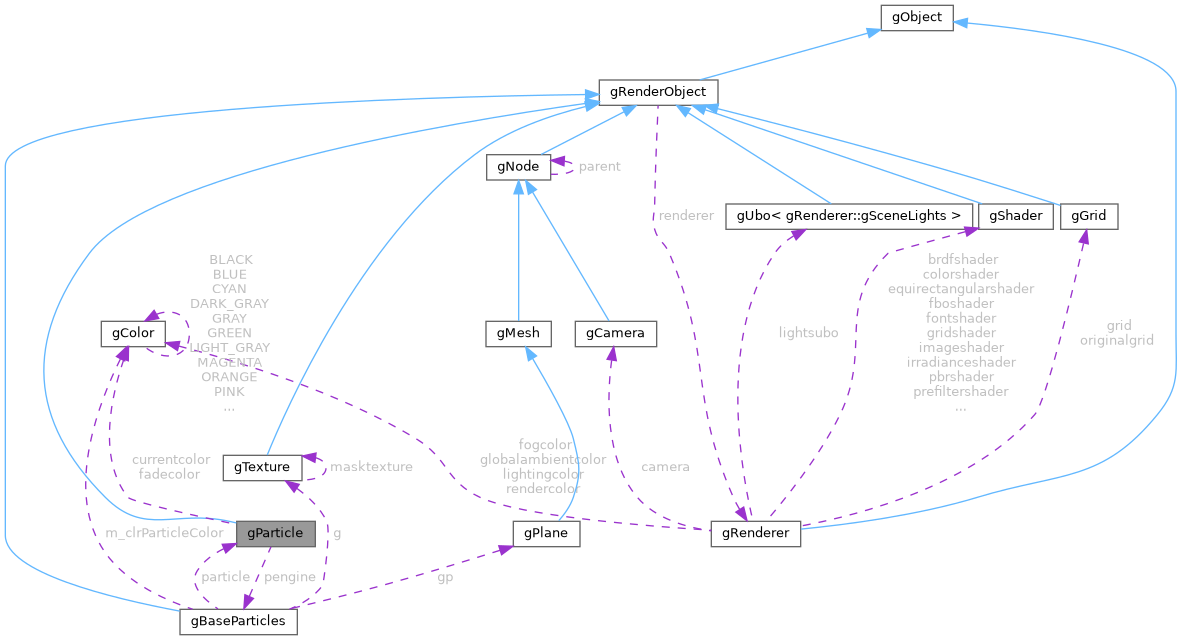 gObject
gRenderObject
gNode
parent
renderer
gUbo< gRenderer::gSceneLights >
gShader
gGrid
BLACK
BLUE
CYAN
DARK_GRAY
GRAY
GREEN
LIGHT_GRAY
MAGENTA
ORANGE
PINK
...
brdfshader
colorshader
equirectangularshader
fboshader
fontshader
gridshader
imageshader
irradianceshader
pbrshader
prefiltershader
...
gColor
gMesh
gCamera
lightsubo
grid
originalgrid
currentcolor
fadecolor
gTexture
masktexture
fogcolor
globalambientcolor
lightingcolor
rendercolor
camera
m_clrParticleColor
gParticle
g
gPlane
gRenderer
particle
pengine
gp
gBaseParticles